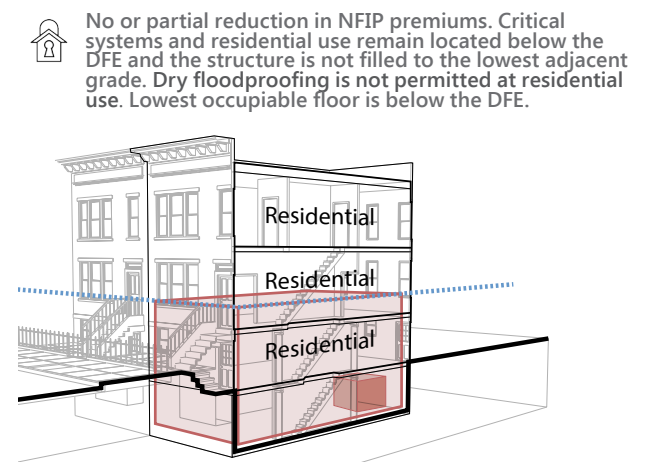 No or partial reduction in NFIP premiums. Critical
systems and residential use remain located below the
DFE and the structure is not filled to the lowest adjacent
grade. Dry floodproofing is not permitted at residential
use. Lowest occupiable floor is below the DFE.
Residential
Residential
Residential